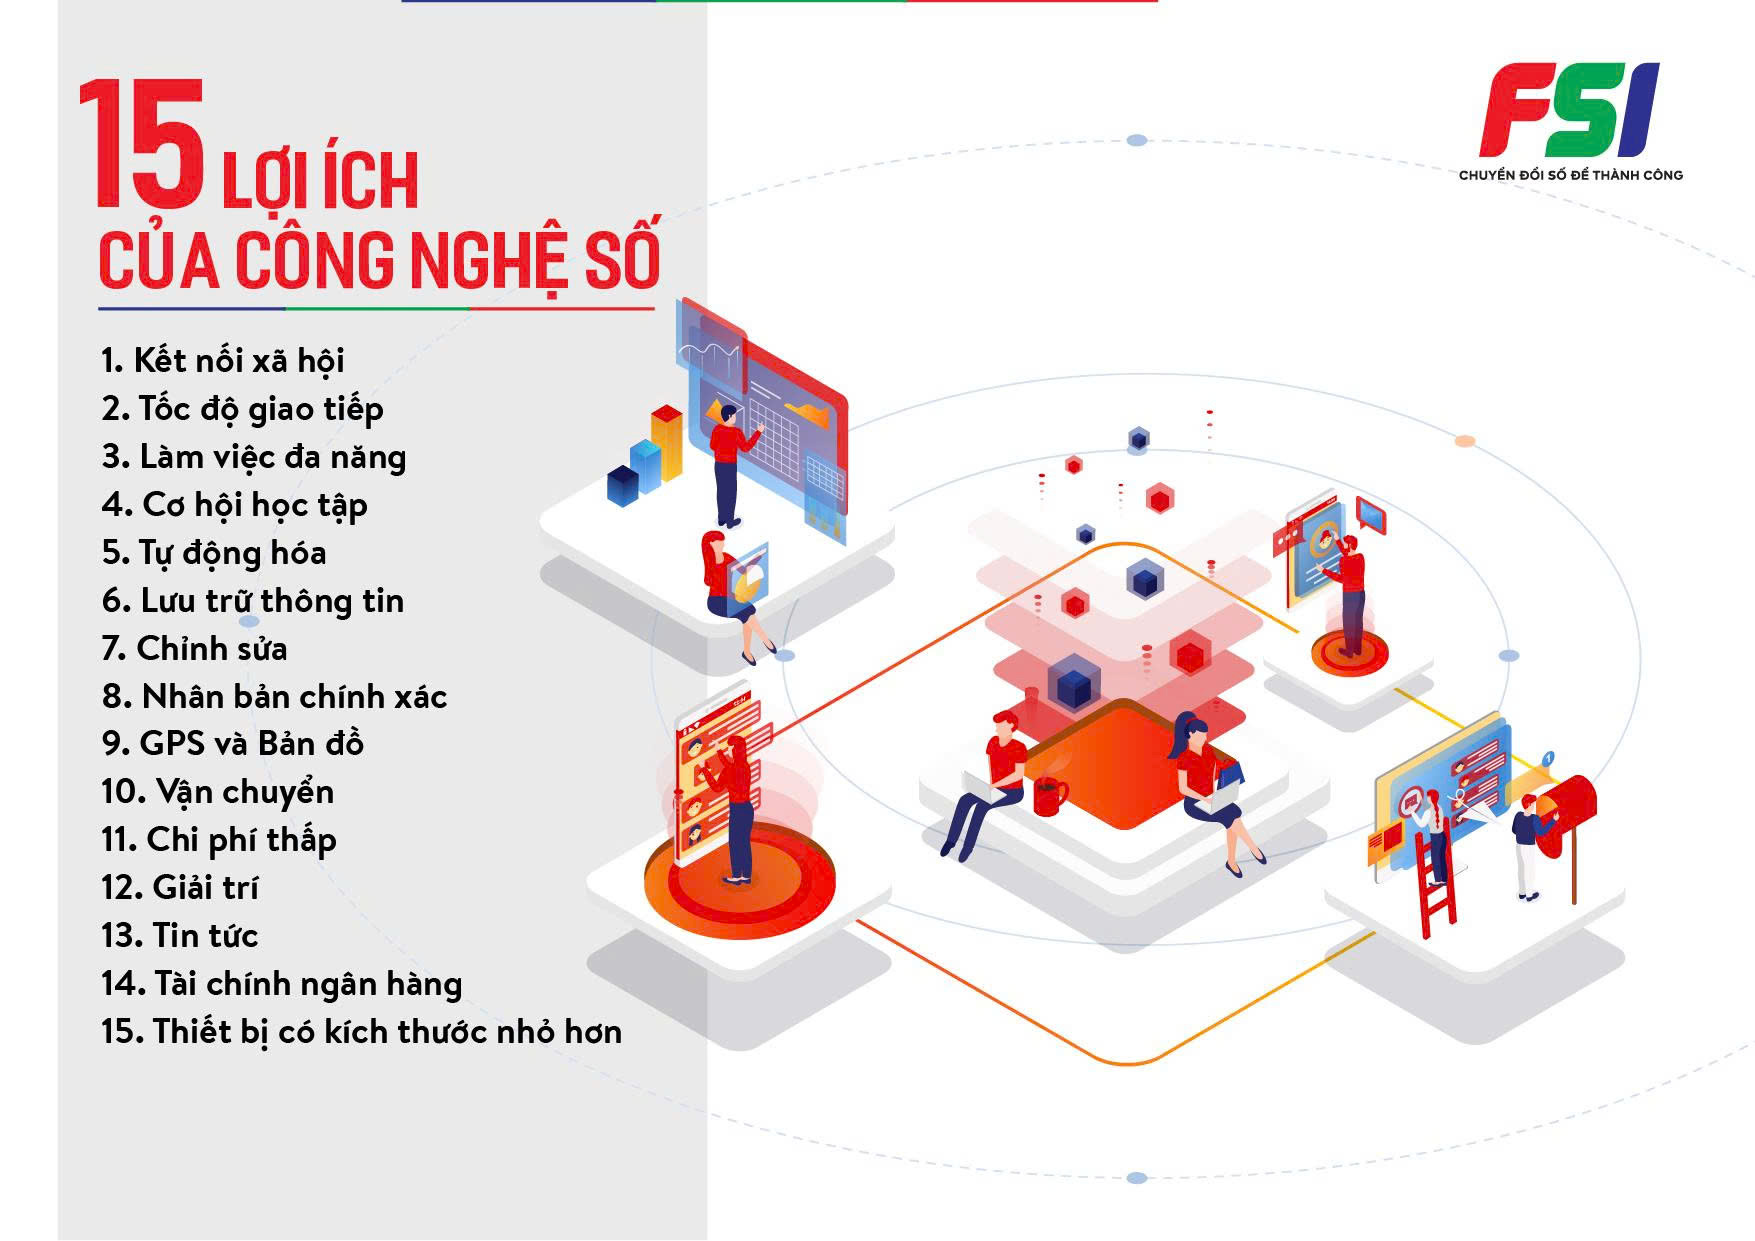 15 LỢI ÍCH
CỦA CÔNG NGHỆ SỐ
1. Kết nối xã hội
2. Tốc độ giao tiếp
3. Làm việc đa năng
4. Cơ hội học tập
5. Tự động hóa
6. Lưu trữ thông tin
7. Chỉnh sửa
8. Nhân bản chính xác
9. GPS và Bản đồ
10. Vận chuyển
11. Chi phí thấp
12. Giải trí
13. Tin tức
14. Tài chính ngân hàng
15. Thiết bị có kích thước nhỏ hơn
FSI
CHUYỂN ĐỔI SỐ ĐỂ THÀNH CÔNG
1